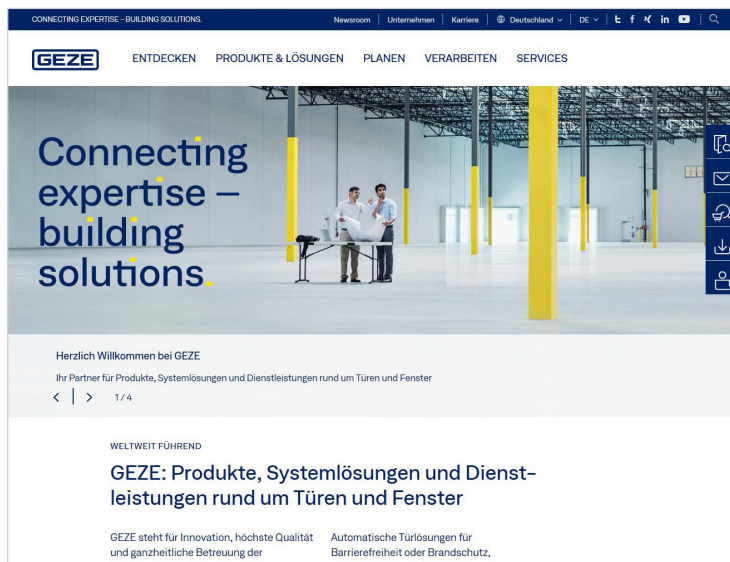 CONNECTING EXPERTISE – BUILDING SOLUTIONS.
Newsroom Unternehmen Karriere Deutschland DE
GEZE
ENTDECKEN PRODUKTE & LÖSUNGEN PLANEN VERARBEITEN SERVICES
Connecting
expertise –
building
solutions.
Herzlich Willkommen bei GEZE
Ihr Partner für Produkte, Systemlösungen und Dienstleistungen rund um Türen und Fenster
1 / 4
WELTWEIT FÜHREND
GEZE: Produkte, Systemlösungen und Dienst-
leistungen rund um Türen und Fenster
GEZE steht für Innovation, höchste Qualität
und ganzheitliche Betreuung der
Automatische Türlösungen für
Barrierefreiheit oder Brandschutz,